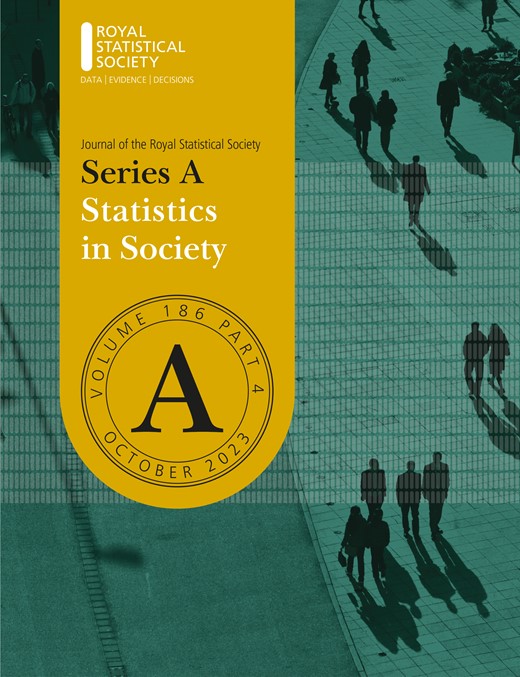 ROYAL
STATISTICAL
SOCIETY
DATA | EVIDENCE | DECISIONS
Journal of the Royal Statistical Society
Series A
Statistics
in Society
VOLUME 186 PART 4
A
OCTOBER 2023